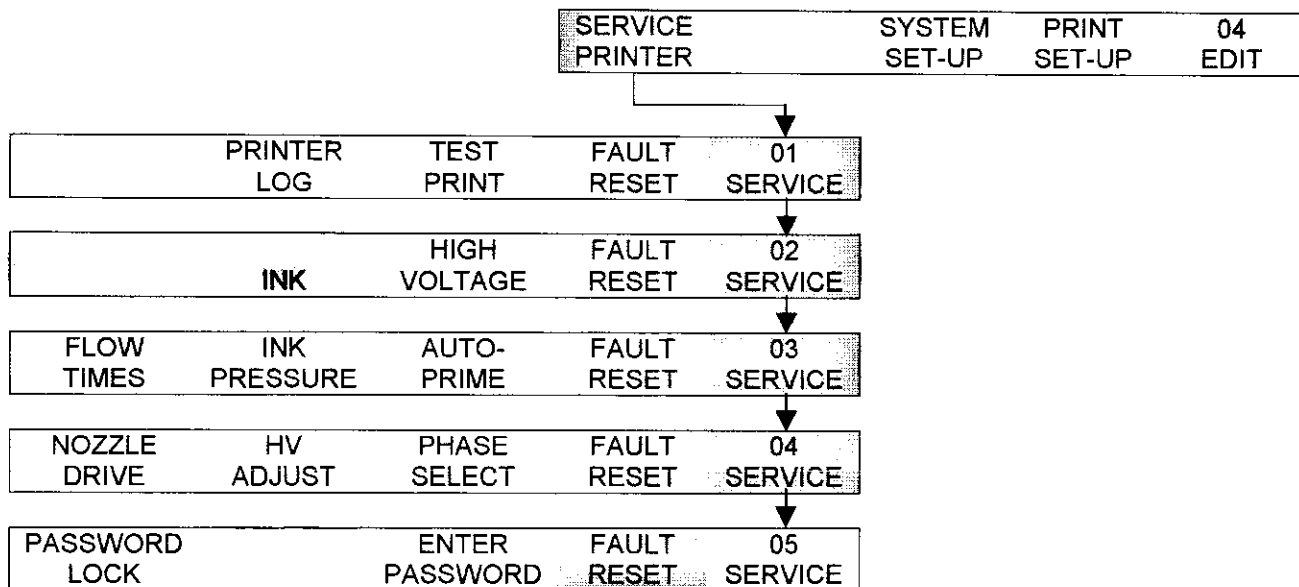 SERVICE SYSTEM PRINT 04
PRINTER SET-UP SET-UP EDIT
PRINTER TEST FAULT 01
LOG PRINT RESET SERVICE
HIGH FAULT 02
INK VOLTAGE RESET SERVICE
FLOW INK AUTO- FAULT 03
TIMES PRESSURE PRIME RESET SERVICE
NOZZLE HV PHASE FAULT 04
DRIVE ADJUST SELECT RESET SERVICE
PASSWORD ENTER FAULT 05
LOCK PASSWORD RESET SERVICE